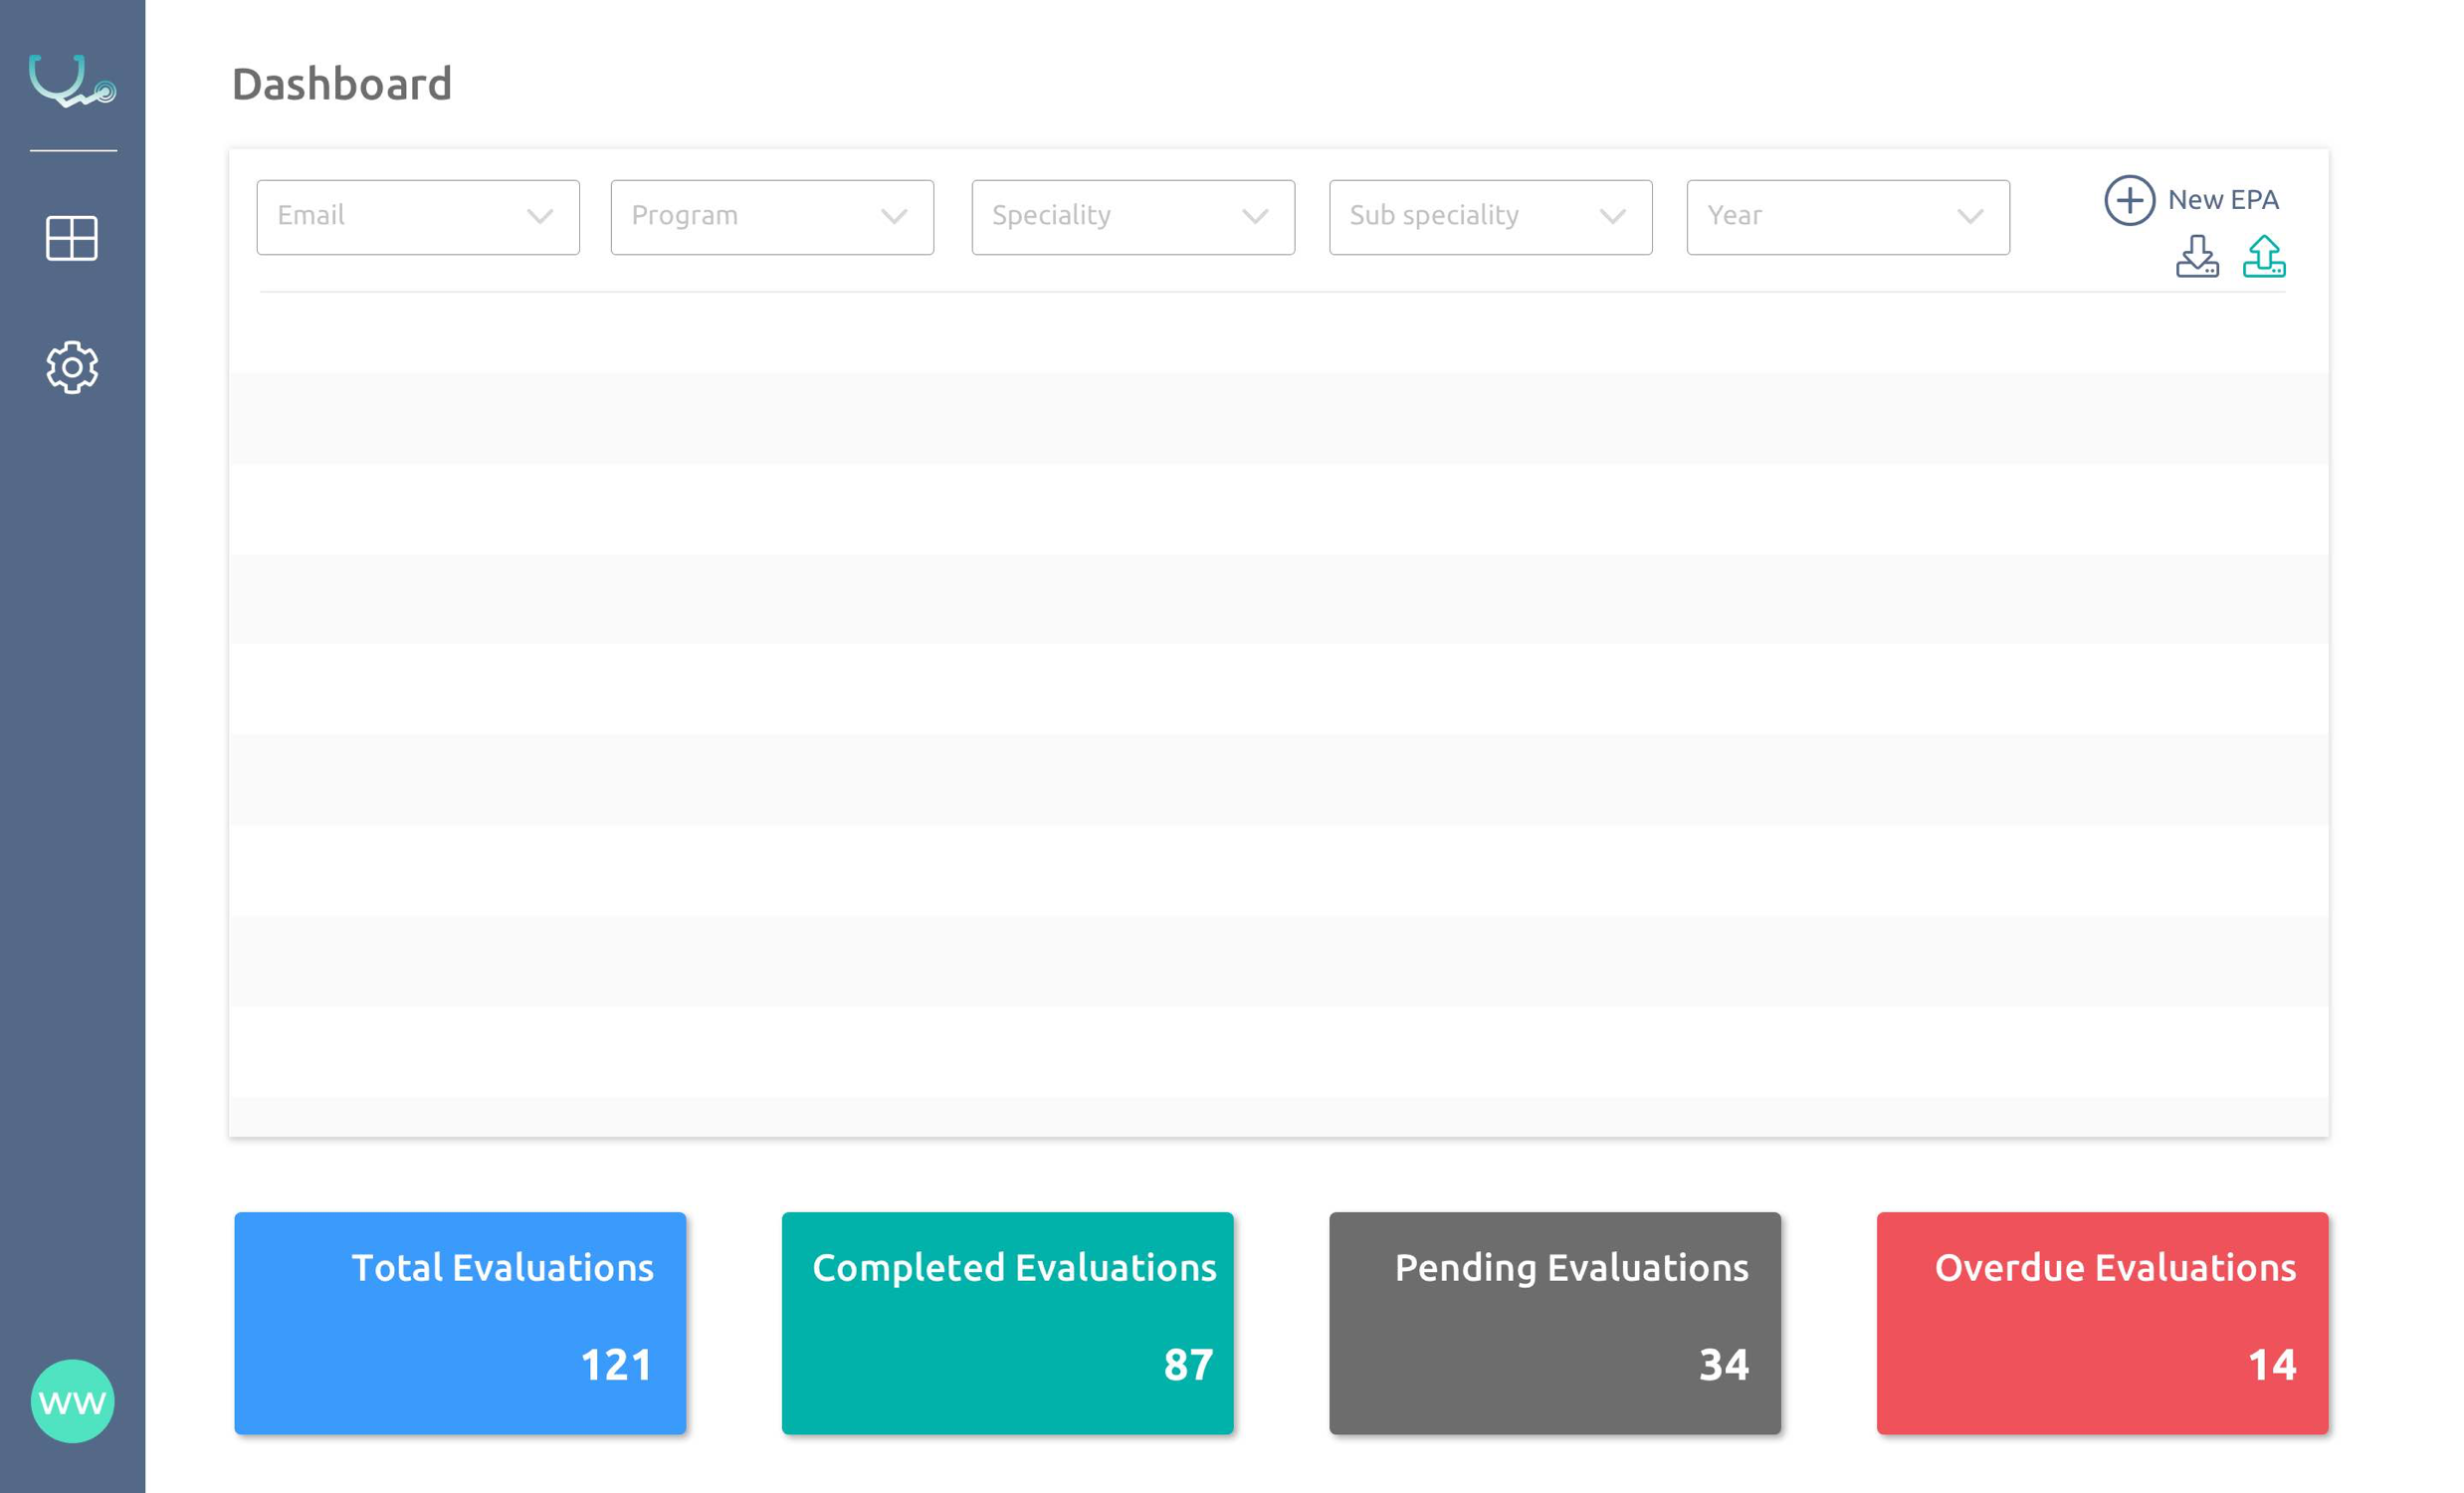 Dashboard
Email
Program
Speciality
Sub speciality
Year
New EPA
Total Evaluations
121
Completed Evaluations
87
Pending Evaluations
34
Overdue Evaluations
14
WW